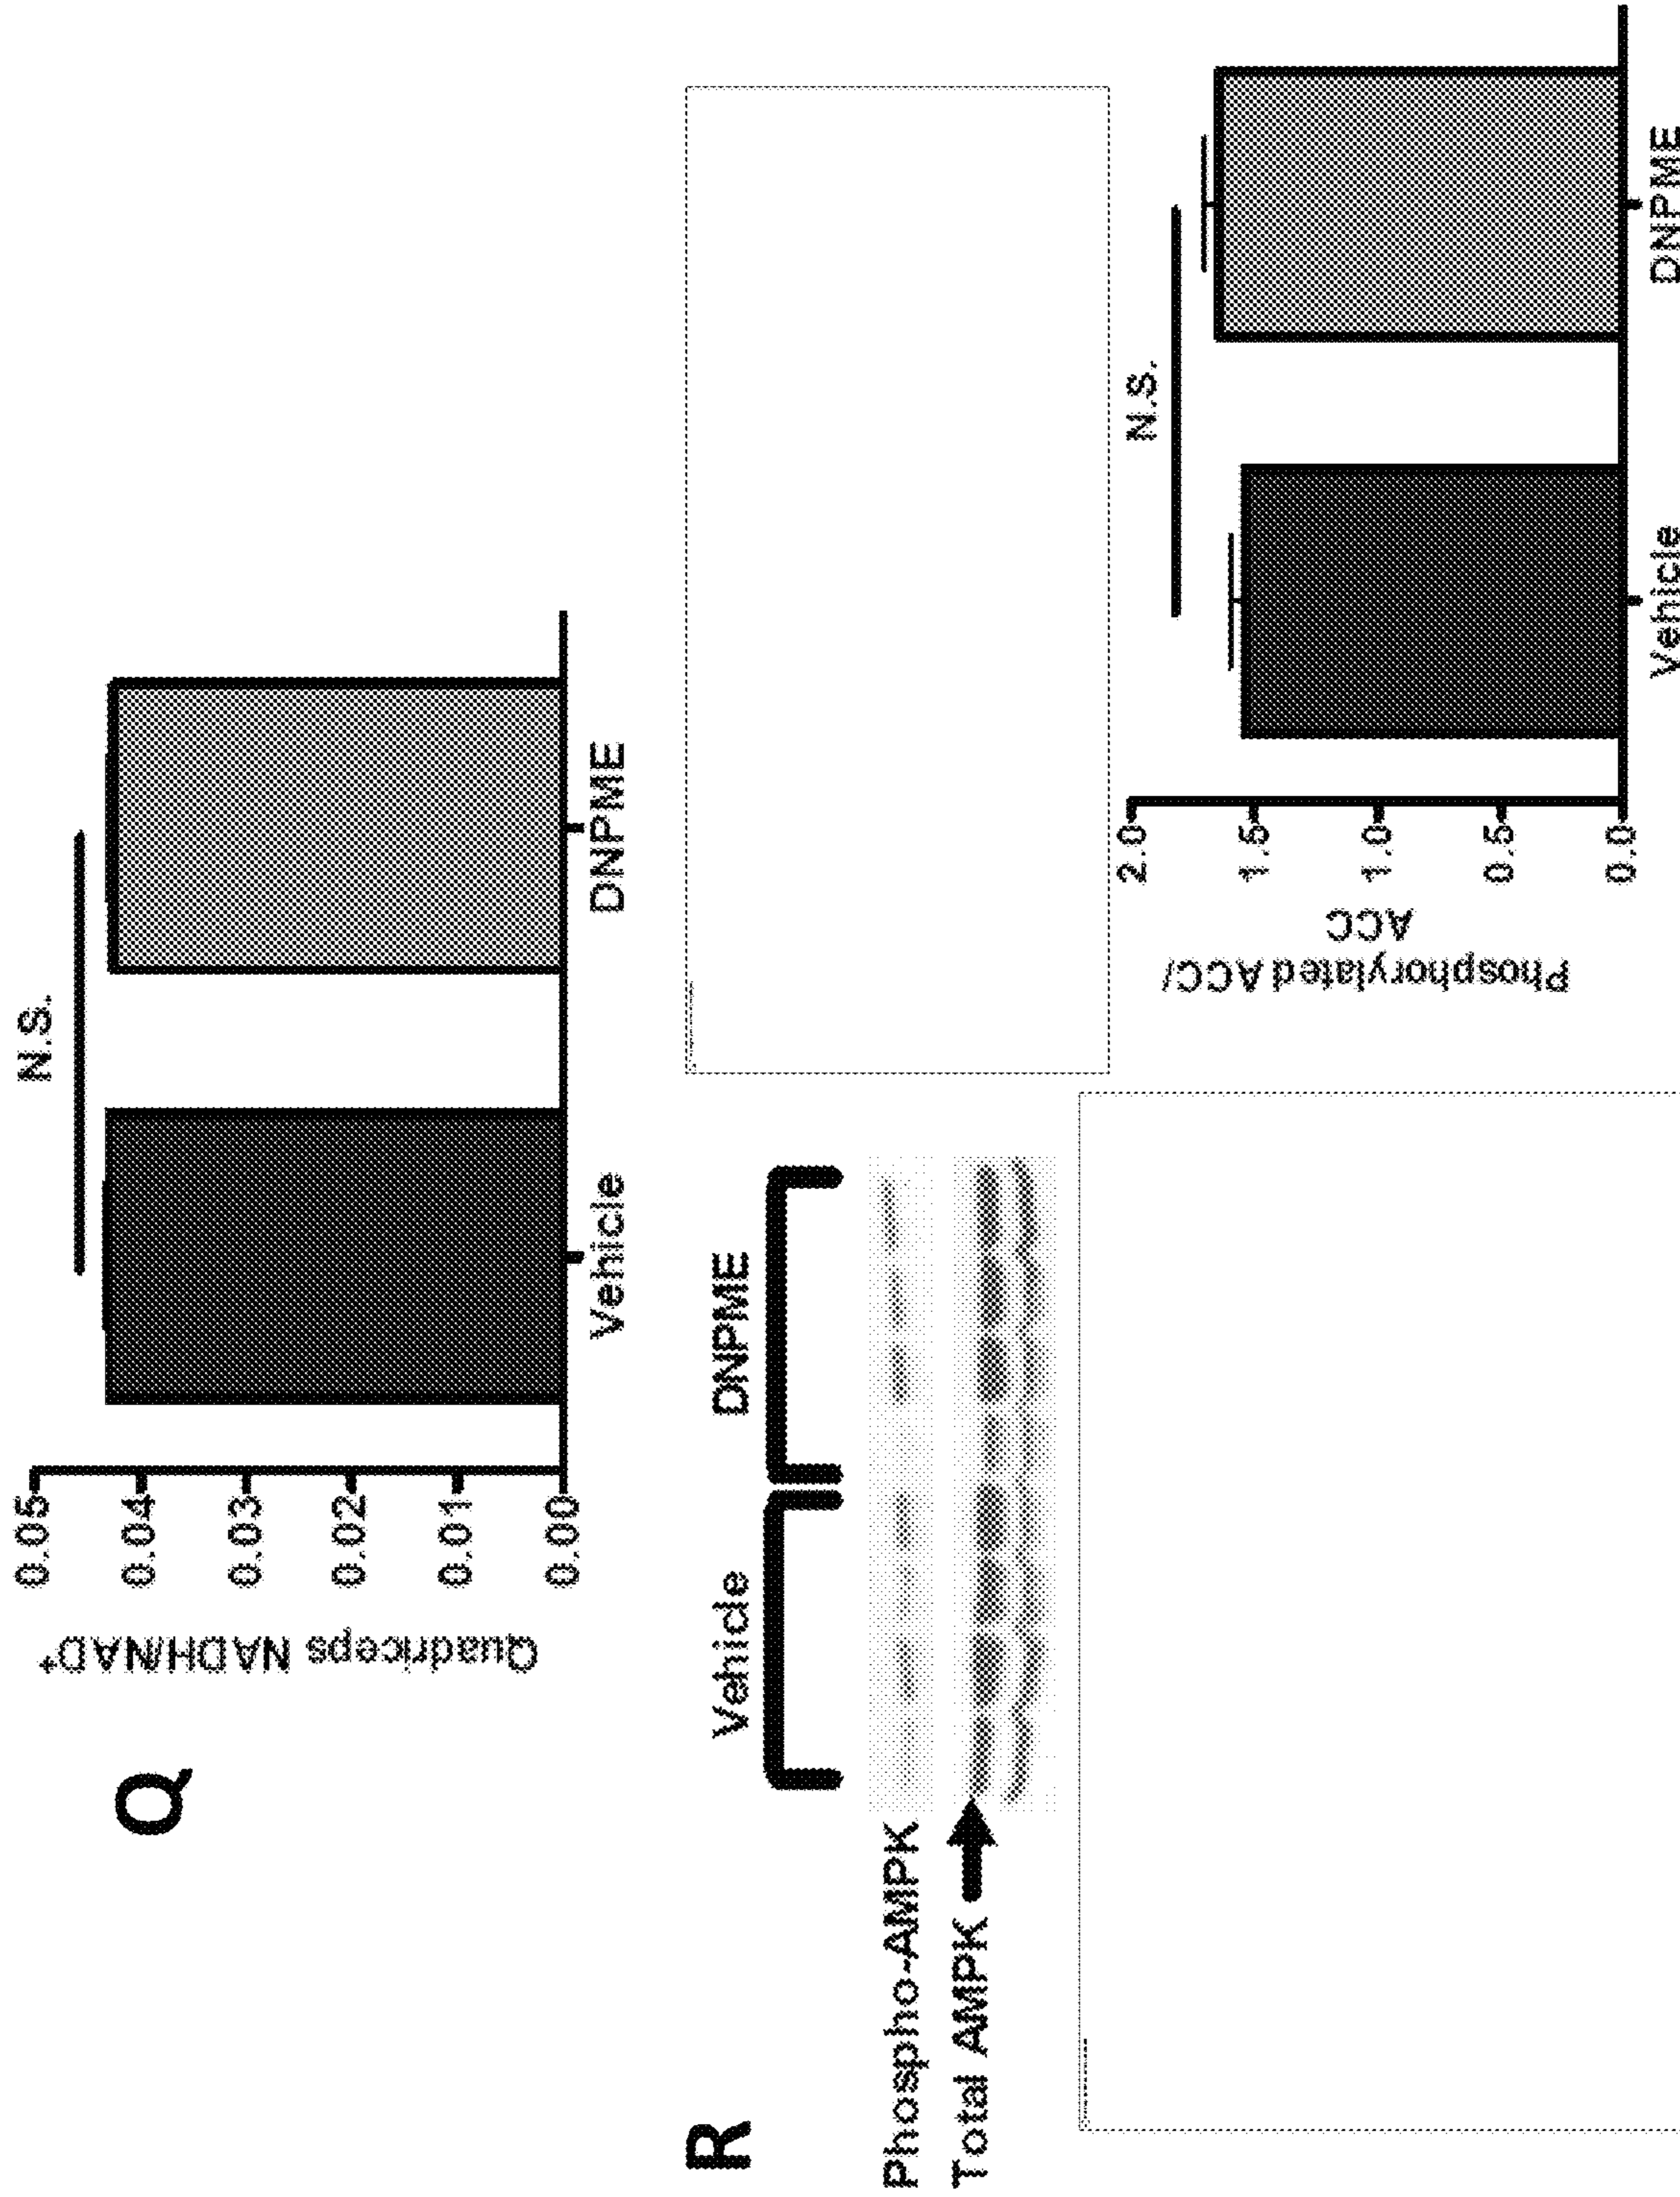 Q
Quadriceps NADH/NAD⁺
0.05
0.04
0.03
0.02
0.01
0.00
N.S.
Vehicle
DNPME
R
Vehicle
DNPME
Phospho-AMPK
Total AMPK
Phosphorylated ACC/
ACC
2.0
1.5
1.0
0.5
0.0
N.S.
Vehicle
DNPME